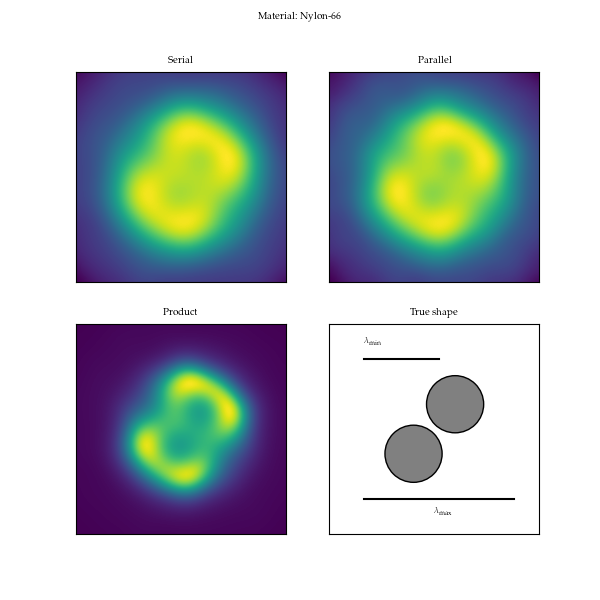 Material: Nylon-66
Serial
Parallel
Product
True shape
λmin
λmax